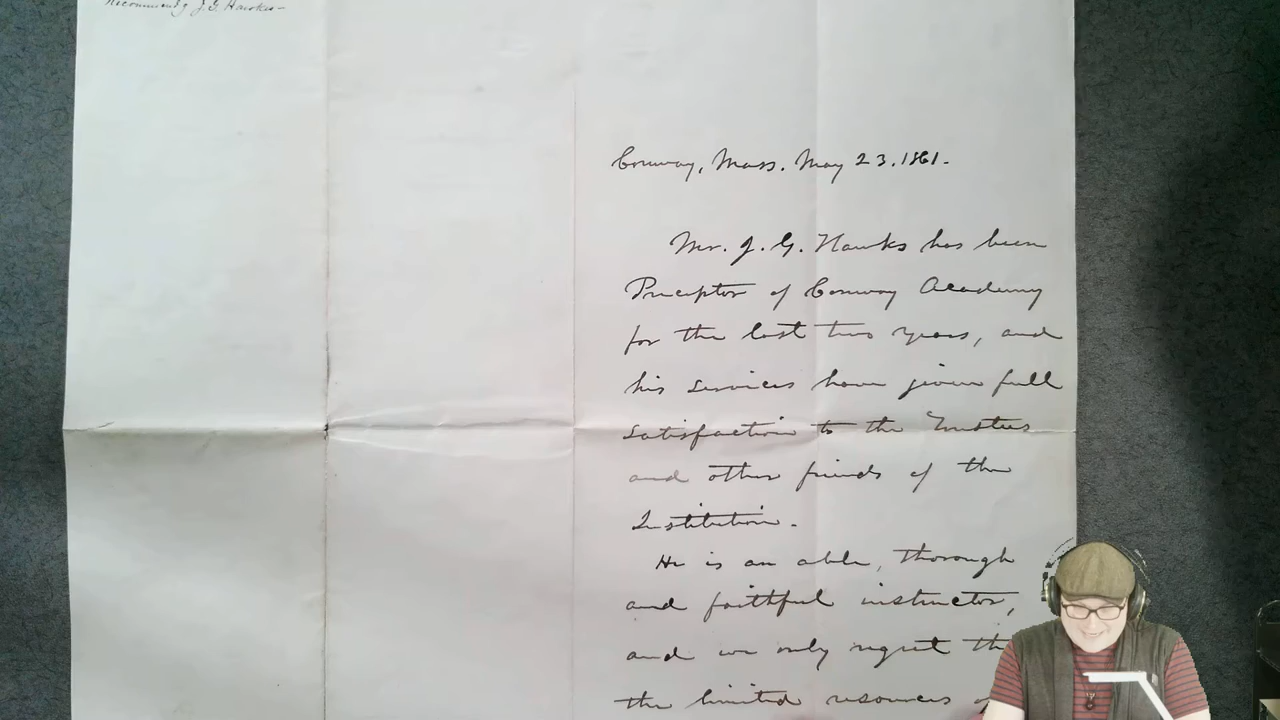 Recommendg J. G. Hawkes—
Conway, Mass. May 23. 1861.
Mr. J. G. Hawks has been
Preceptor of Conway Academy
for the last two years, and
his services have given full
satisfaction to the Trustees
and other friends of the
Institution.
He is an able, thorough
and faithful instructor,
and we only regret
the limited resources